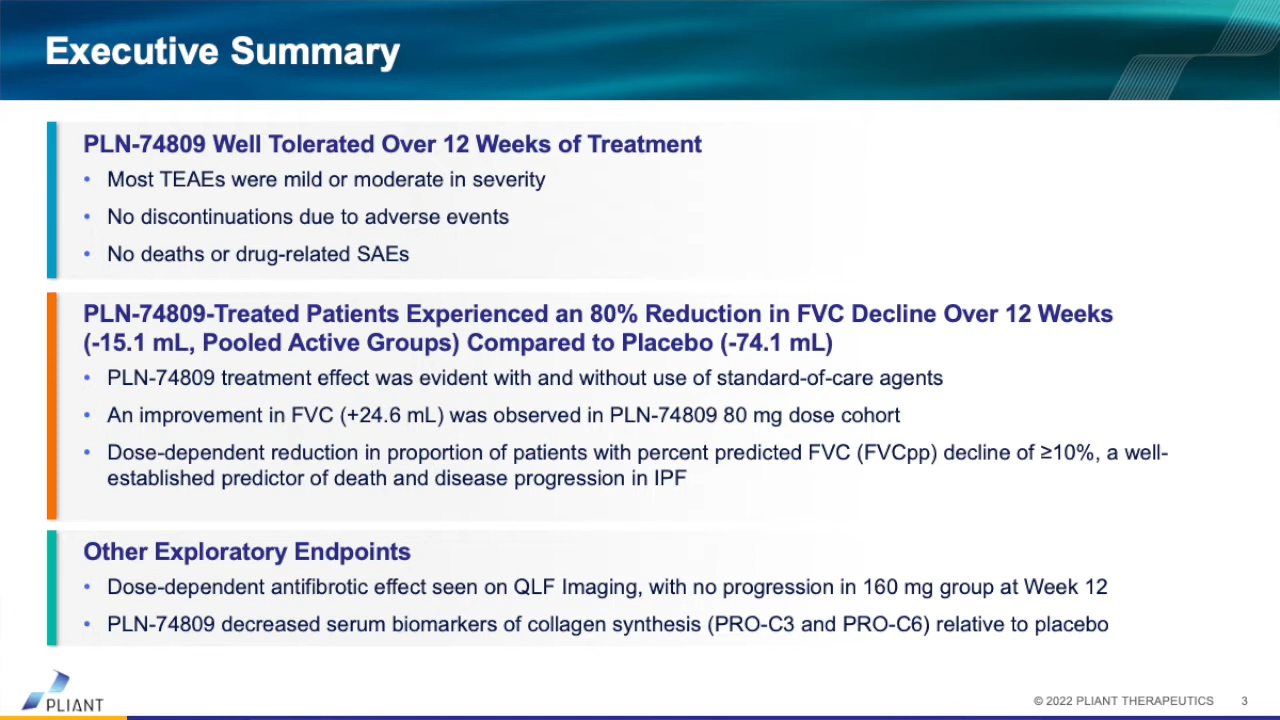 Executive Summary
PLN-74809 Well Tolerated Over 12 Weeks of Treatment
• Most TEAEs were mild or moderate in severity
• No discontinuations due to adverse events
• No deaths or drug-related SAEs
PLN-74809-Treated Patients Experienced an 80% Reduction in FVC Decline Over 12 Weeks
(-15.1 mL, Pooled Active Groups) Compared to Placebo (-74.1 mL)
• PLN-74809 treatment effect was evident with and without use of standard-of-care agents
• An improvement in FVC (+24.6 mL) was observed in PLN-74809 80 mg dose cohort
• Dose-dependent reduction in proportion of patients with percent predicted FVC (FVCpp) decline of ≥10%, a well-
established predictor of death and disease progression in IPF
Other Exploratory Endpoints
• Dose-dependent antifibrotic effect seen on QLF Imaging, with no progression in 160 mg group at Week 12
• PLN-74809 decreased serum biomarkers of collagen synthesis (PRO-C3 and PRO-C6) relative to placebo
PLIANT
© 2022 PLIANT THERAPEUTICS 3